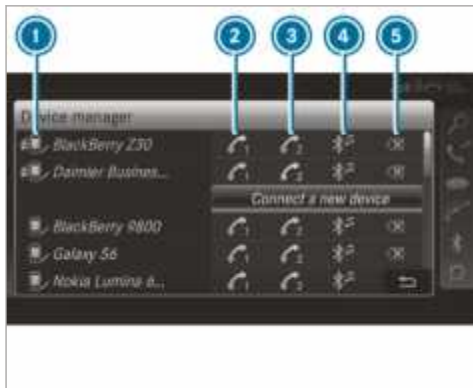 1 2 3 4 5
Device manager
BlackBerry Z30
Daimler Busines...
Connect a new device
BlackBerry 9800
Galaxy S6
Nokia Lumina 6...